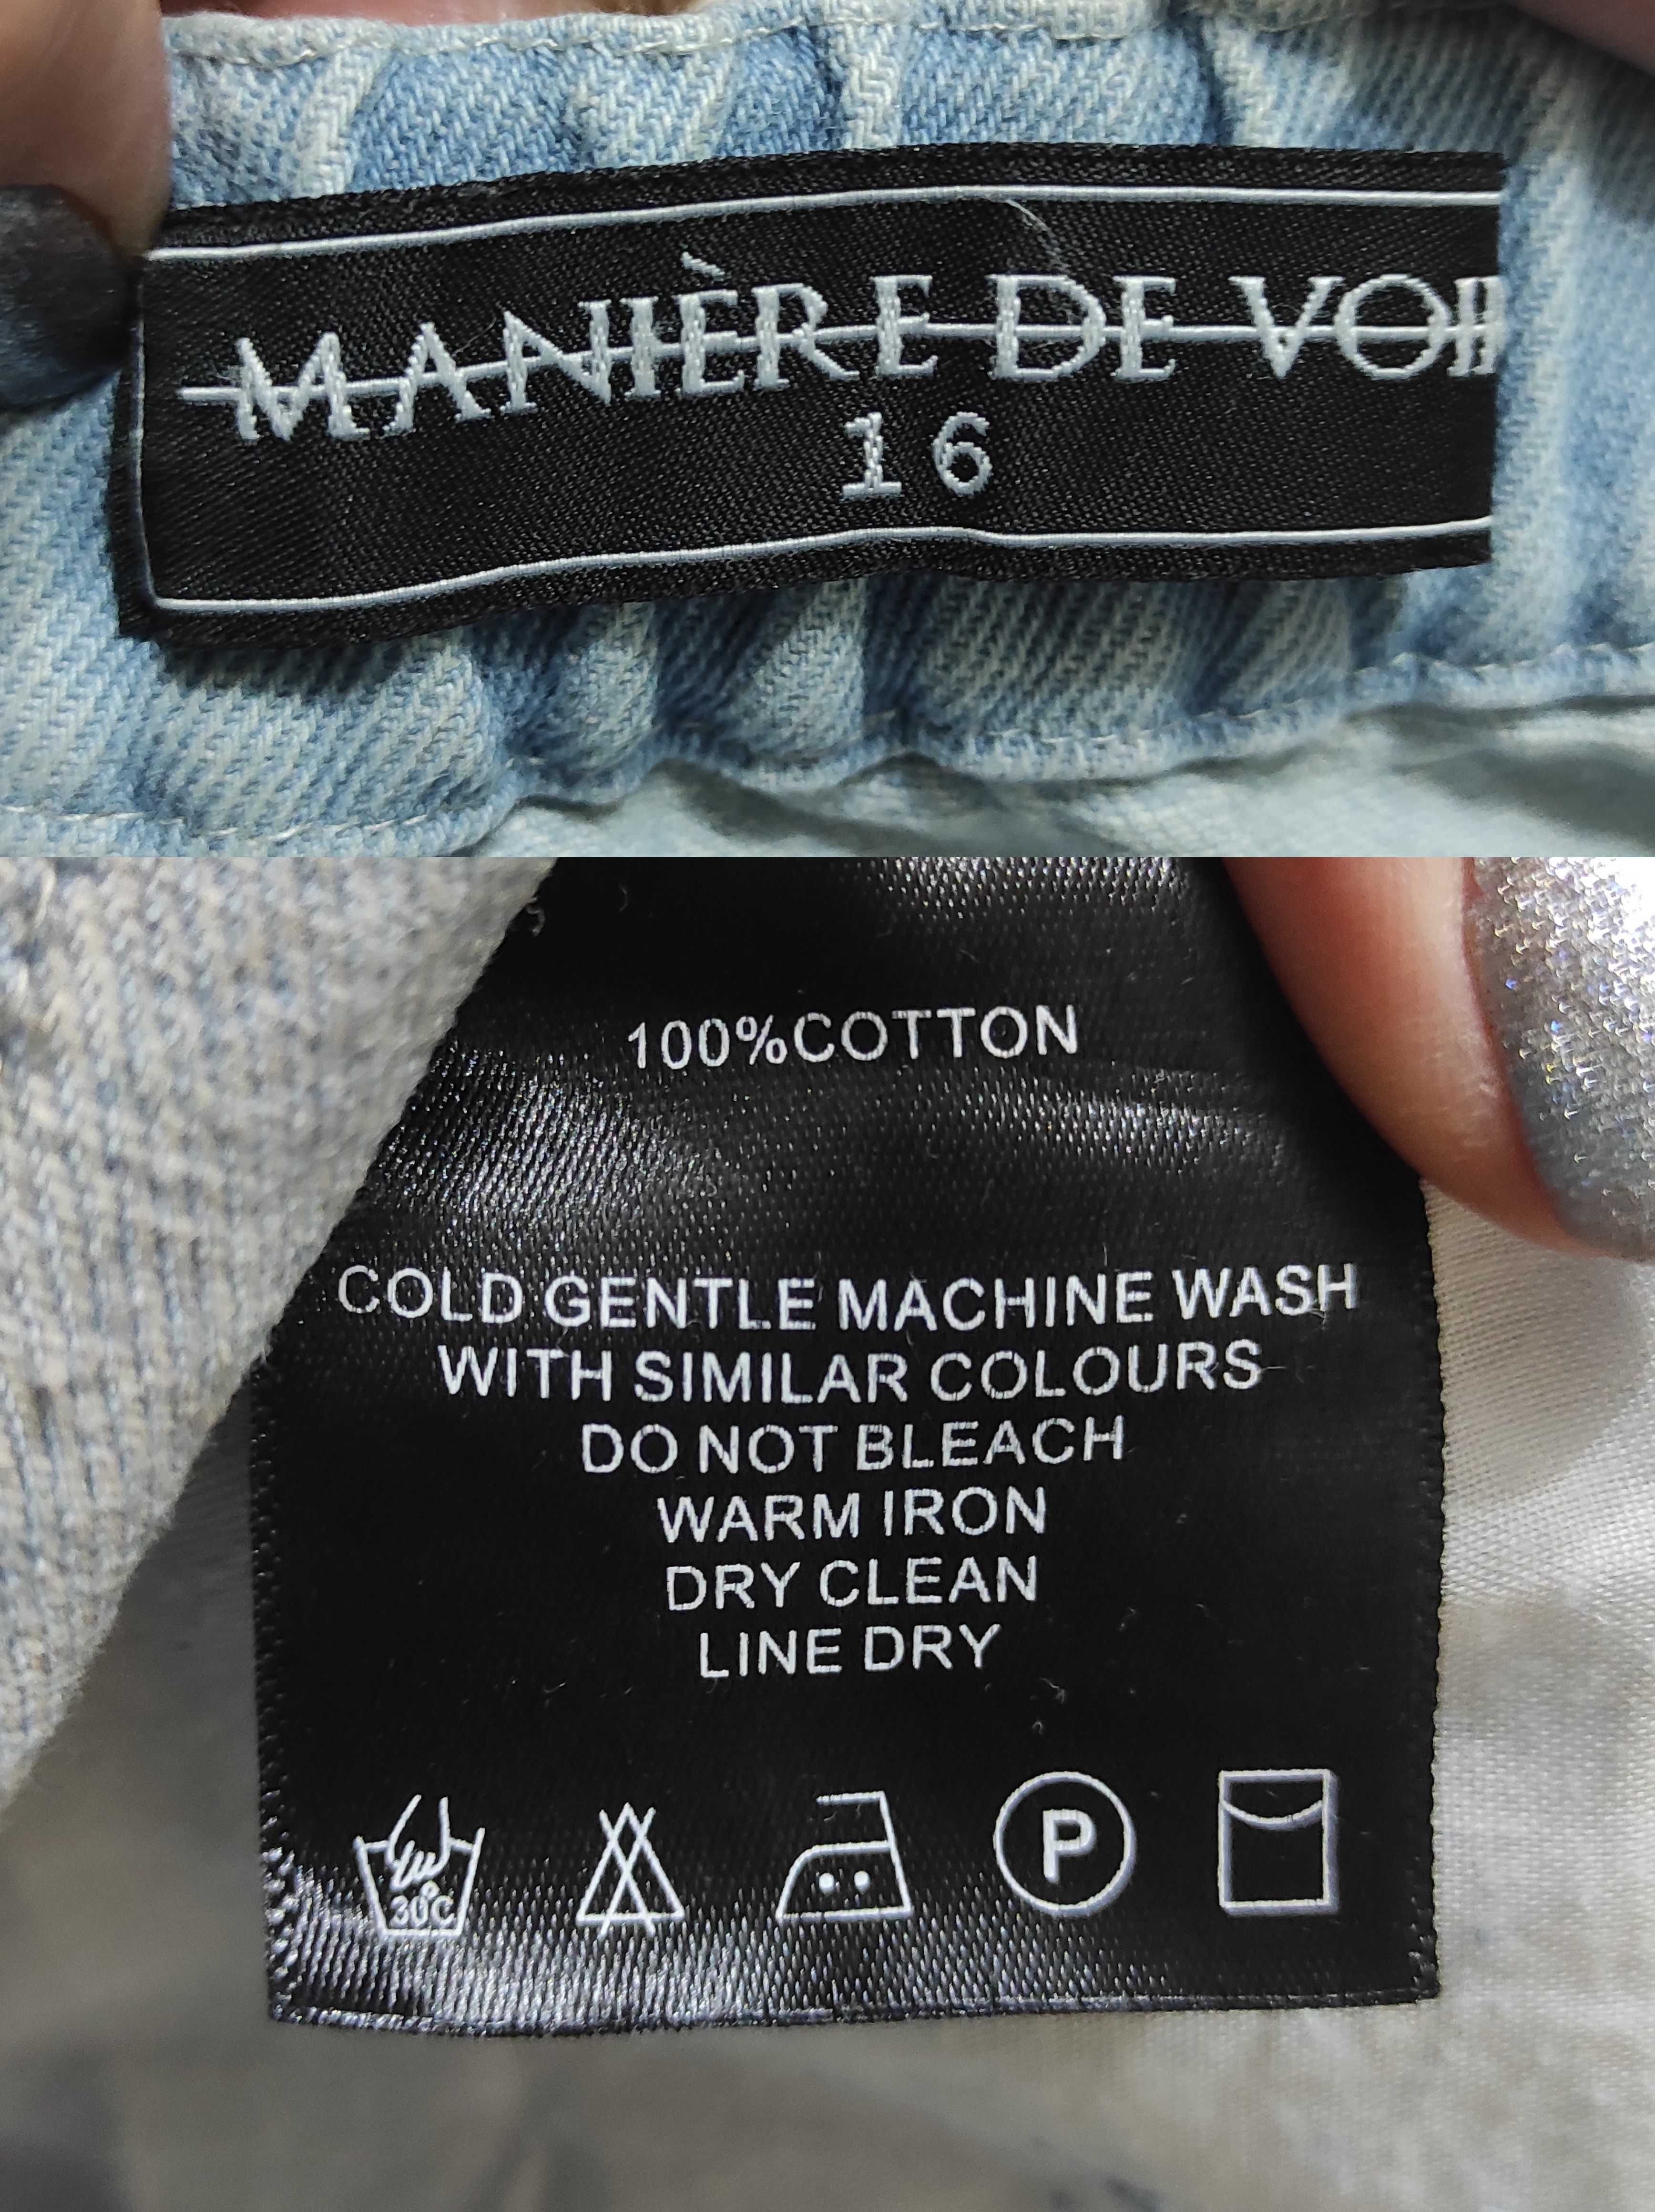 MANIÈRE DE VOI
16
100%COTTON
COLD GENTLE MACHINE WASH
WITH SIMILAR COLOURS
DO NOT BLEACH
WARM IRON
DRY CLEAN
LINE DRY
30°C
P